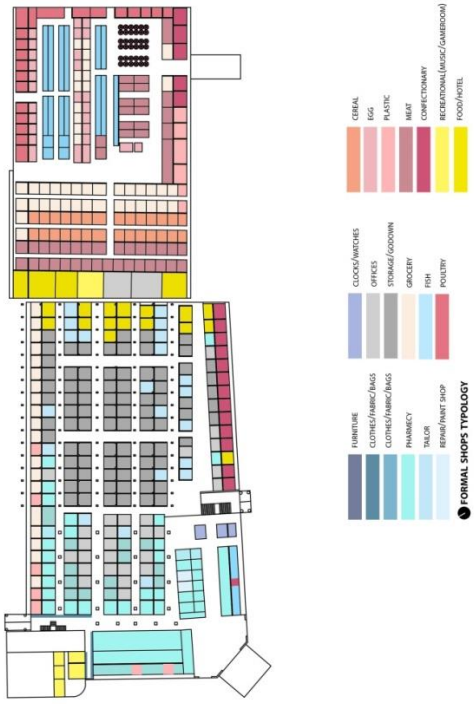 FURNITURE
CLOTHES/FABRIC/BAGS
CLOTHES/FABRIC/BAGS
PHARMECY
TAILOR
REPAIR/PAINT SHOP
CLOCKS/WATCHES
OFFICES
STORAGE/GODOWN
GROCERY
FISH
POULTRY
CEREAL
EGG
PLASTIC
MEAT
CONFECTIONARY
RECREATIONAL(MUSIC/GAMEROOM)
FOOD/HOTEL
FORMAL SHOPS TYPOLOGY